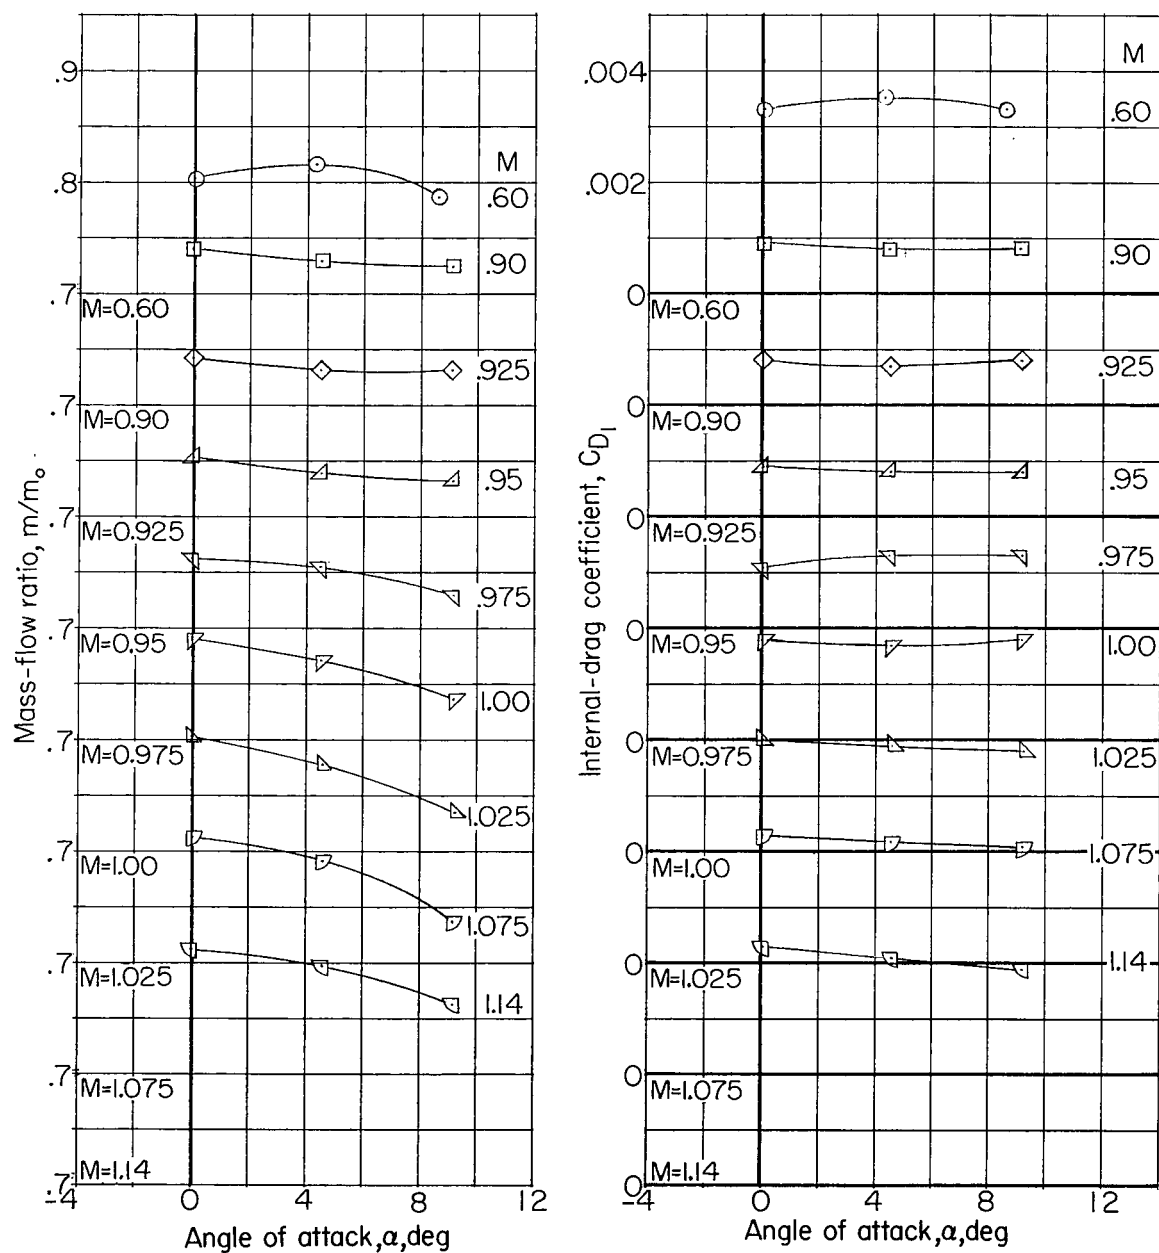 .9
M
.8
.60
.90
.7
M=0.60
.925
.7
M=0.90
.95
.7
M=0.925
.975
.7
M=0.95
1.00
.7
M=0.975
1.025
.7
M=1.00
1.075
.7
M=1.025
1.14
.7
M=1.075
.7
M=1.14
-4 0 4 8 12
Angle of attack,α,deg
Mass-flow ratio, m/mₒ
M
.004
.60
.002
.90
0
M=0.60
.925
0
M=0.90
.95
0
M=0.925
.975
0
M=0.95
1.00
0
M=0.975
1.025
0
M=1.00
1.075
0
M=1.025
1.14
0
M=1.075
0
M=1.14
-4 0 4 8 12
Angle of attack,α,deg
Internal-drag coefficient, C_D_I